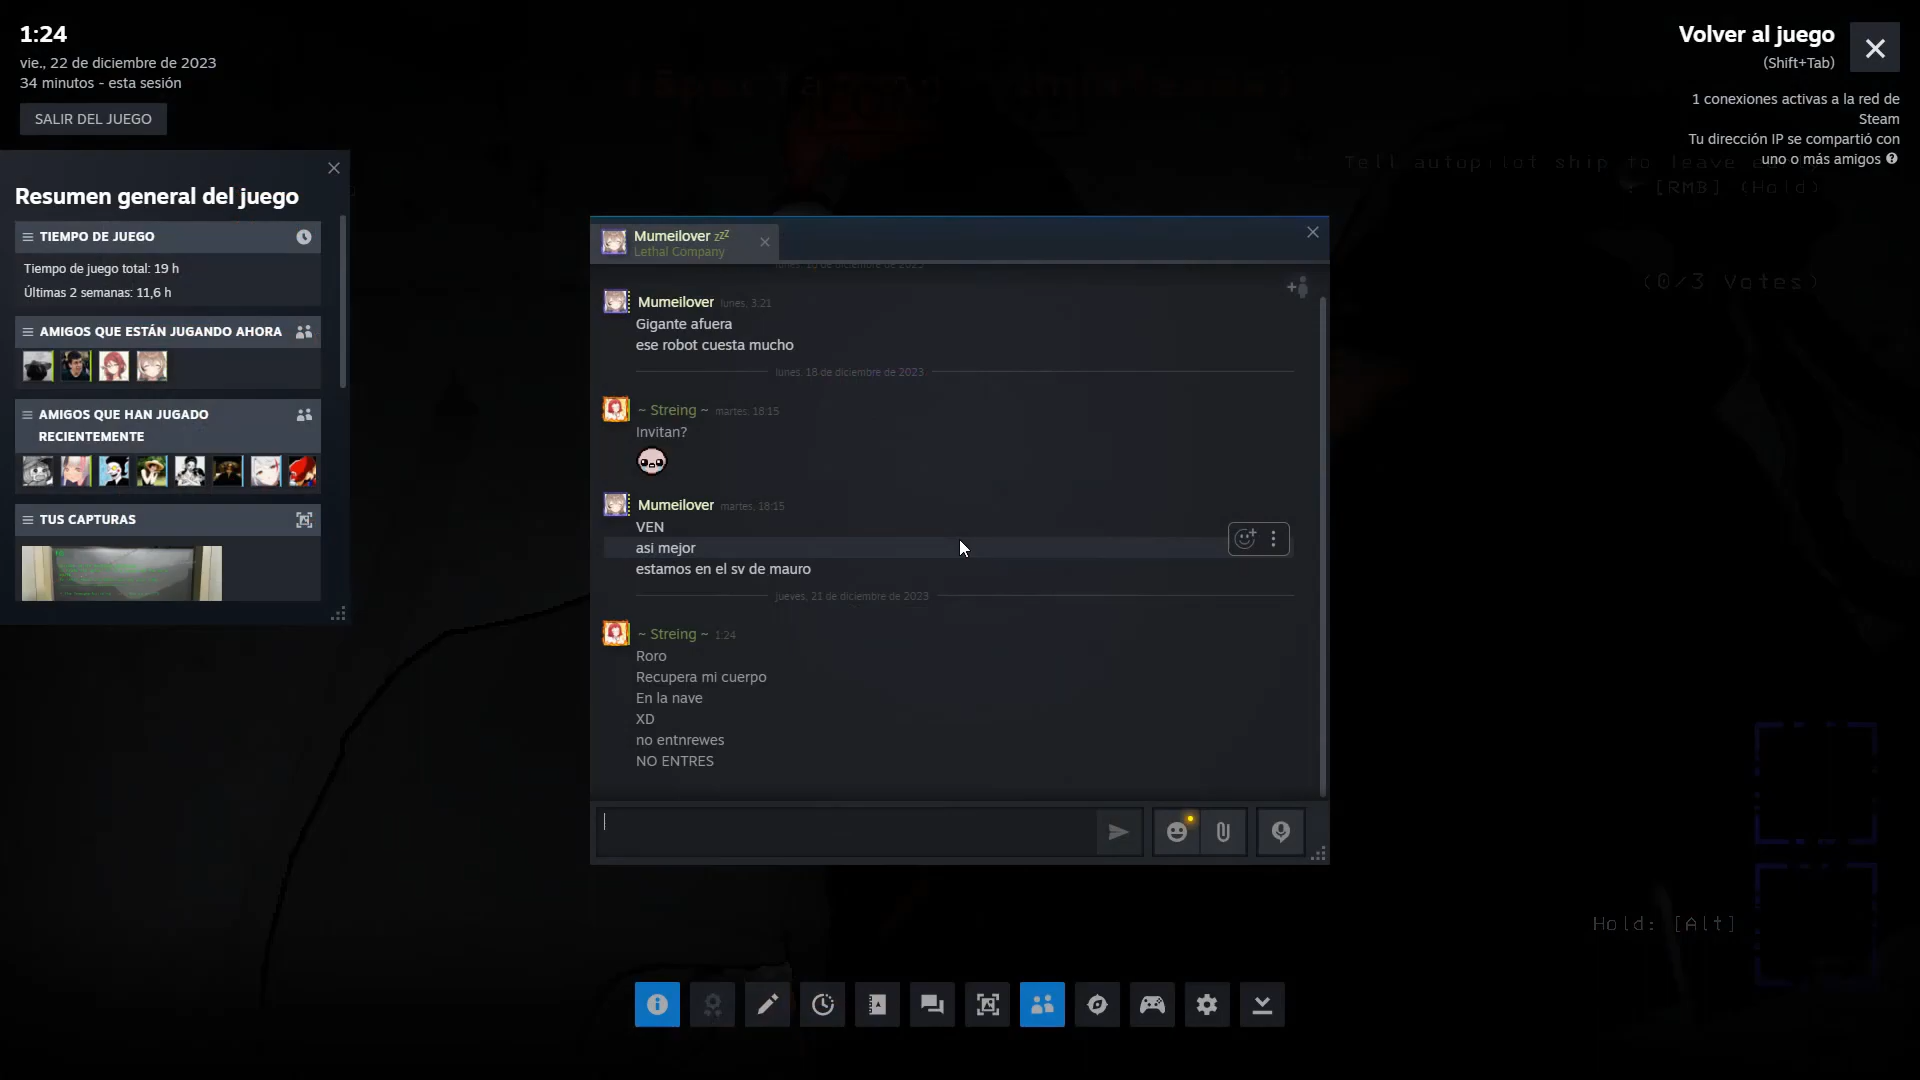 1:24
vie., 22 de diciembre de 2023
34 minutos - esta sesión
SALIR DEL JUEGO
Volver al juego
(Shift+Tab)
1 conexiones activas a la red de
Steam
Tu dirección IP se compartió con
uno o más amigos
Tell autopilot ship to leave
: [RMB] (Hold)
(0/3 Votes)
Resumen general del juego
TIEMPO DE JUEGO
Tiempo de juego total: 19 h
Últimas 2 semanas: 11,6 h
AMIGOS QUE ESTÁN JUGANDO AHORA
AMIGOS QUE HAN JUGADO
RECIENTEMENTE
TUS CAPTURAS
Mumeilover zzz
Lethal Company
Mumeilover lunes, 3:21
Gigante afuera
ese robot cuesta mucho
lunes, 18 de diciembre de 2023
~ Streing ~ martes, 18:15
Invitan?
Mumeilover martes, 18:15
VEN
asi mejor
estamos en el sv de mauro
jueves, 21 de diciembre de 2023
~ Streing ~ 1:24
Roro
Recupera mi cuerpo
En la nave
XD
no entnrewes
NO ENTRES
Hold: [Alt]